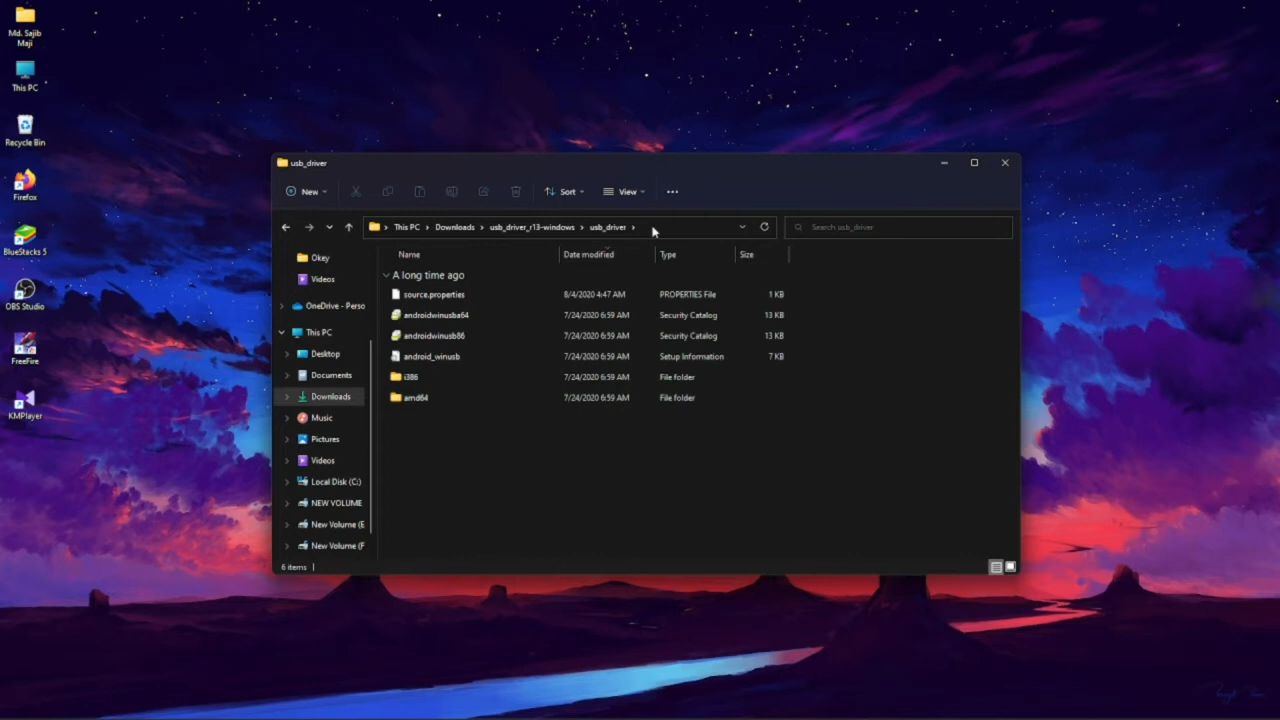 Md. Sajib
Maji
This PC
Recycle Bin
Firefox
BlueStacks 5
OBS Studio
FreeFire
KMPlayer
usb_driver
New Sort View
This PC Downloads usb_driver_r13-windows usb_driver Search usb_driver
Name Date modified Type Size
A long time ago
source.properties 8/4/2020 4:47 AM PROPERTIES File 1 KB
androidwinusba64 7/24/2020 6:59 AM Security Catalog 13 KB
androidwinusb86 7/24/2020 6:59 AM Security Catalog 13 KB
android_winusb 7/24/2020 6:59 AM Setup Information 7 KB
i386 7/24/2020 6:59 AM File folder
amd64 7/24/2020 6:59 AM File folder
Okey
Videos
OneDrive - Perso
This PC
Desktop
Documents
Downloads
Music
Pictures
Videos
Local Disk (C:)
NEW VOLUME
New Volume (E
New Volume (F
6 items